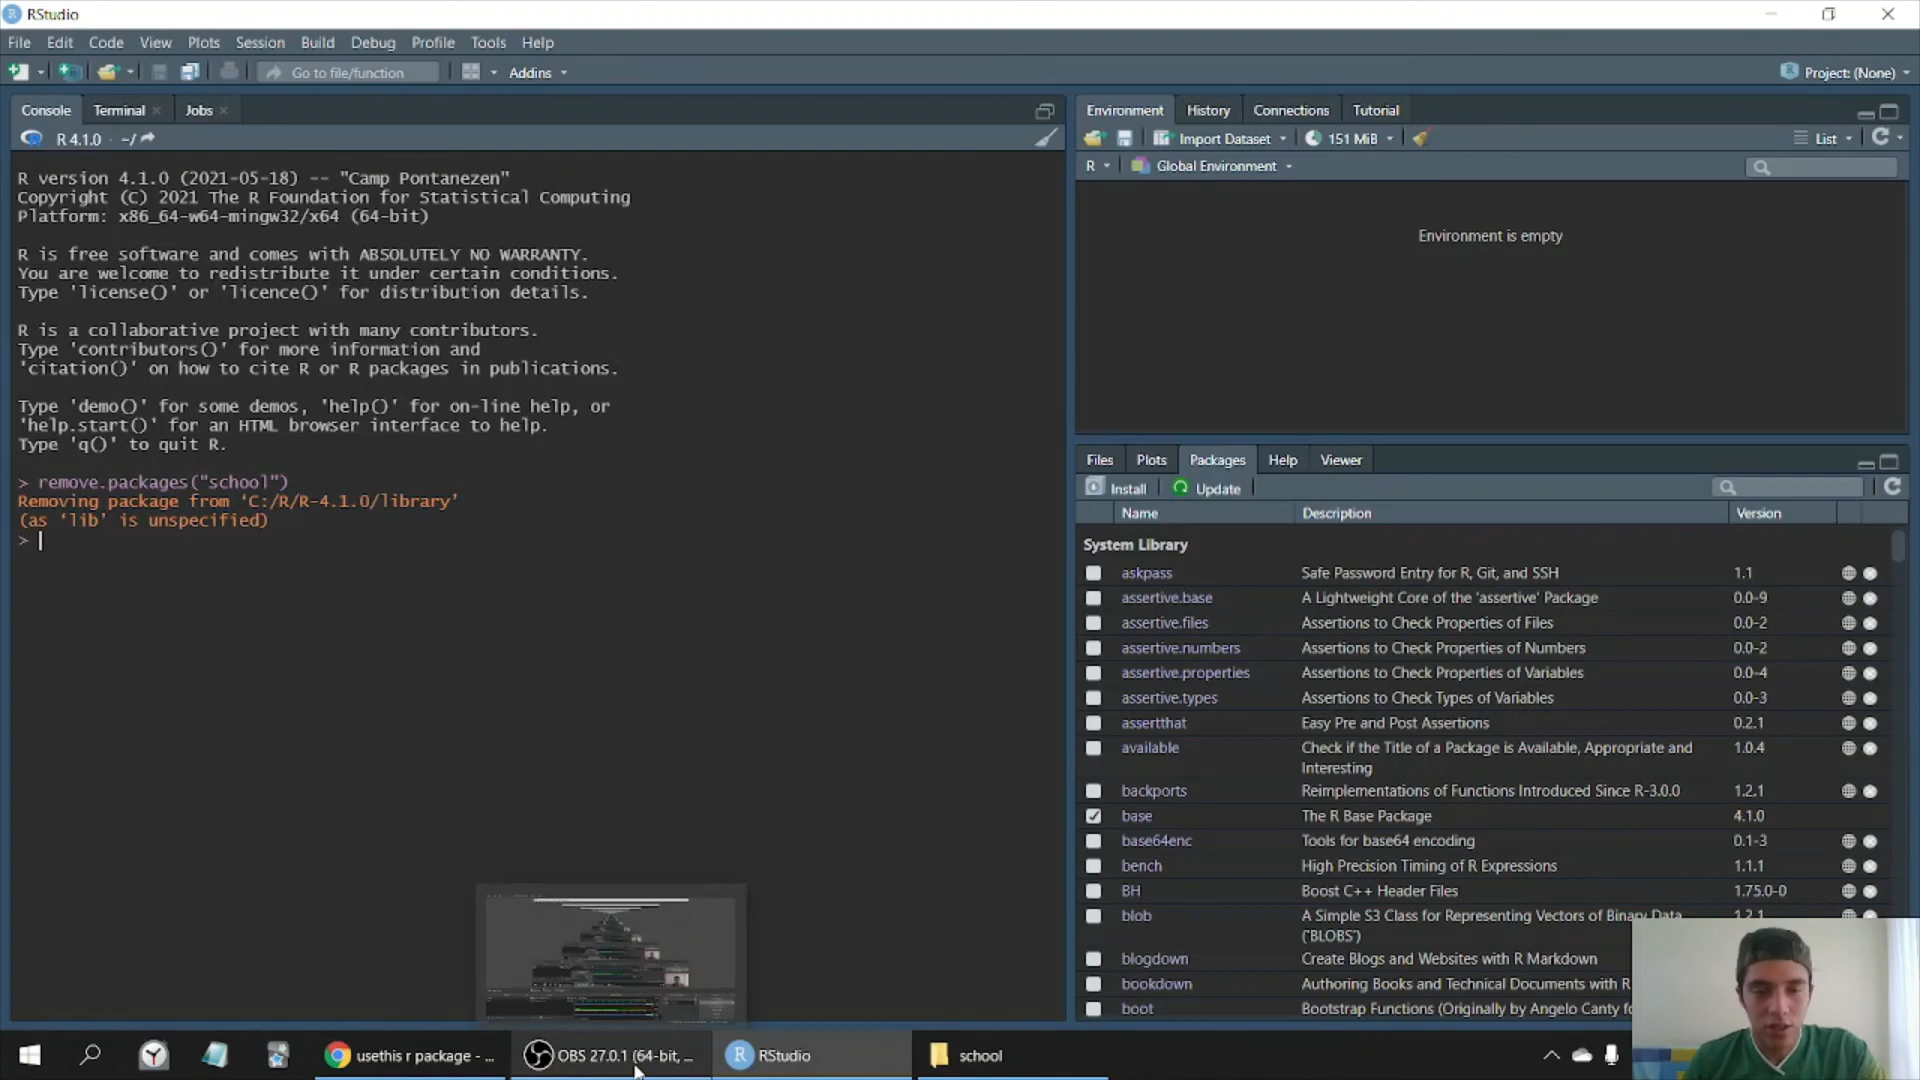 RStudio
File Edit Code View Plots Session Build Debug Profile Tools Help
Go to file/function
Addins
Project: (None)
Console Terminal Jobs
R 4.1.0 · ~/
R version 4.1.0 (2021-05-18) -- "Camp Pontanezen"
Copyright (C) 2021 The R Foundation for Statistical Computing
Platform: x86_64-w64-mingw32/x64 (64-bit)
R is free software and comes with ABSOLUTELY NO WARRANTY.
You are welcome to redistribute it under certain conditions.
Type 'license()' or 'licence()' for distribution details.
R is a collaborative project with many contributors.
Type 'contributors()' for more information and
'citation()' on how to cite R or R packages in publications.
Type 'demo()' for some demos, 'help()' for on-line help, or
'help.start()' for an HTML browser interface to help.
Type 'q()' to quit R.
> remove.packages("school")
Removing package from ‘C:/R/R-4.1.0/library’
(as ‘lib’ is unspecified)
>
Environment History Connections Tutorial
Import Dataset 151 MiB List
R Global Environment
Environment is empty
Files Plots Packages Help Viewer
Install Update
Name Description Version
System Library
askpass Safe Password Entry for R, Git, and SSH 1.1
assertive.base A Lightweight Core of the 'assertive' Package 0.0-9
assertive.files Assertions to Check Properties of Files 0.0-2
assertive.numbers Assertions to Check Properties of Numbers 0.0-2
assertive.properties Assertions to Check Properties of Variables 0.0-4
assertive.types Assertions to Check Types of Variables 0.0-3
assertthat Easy Pre and Post Assertions 0.2.1
available Check if the Title of a Package is Available, Appropriate and 1.0.4
Interesting
backports Reimplementations of Functions Introduced Since R-3.0.0 1.2.1
base The R Base Package 4.1.0
base64enc Tools for base64 encoding 0.1-3
bench High Precision Timing of R Expressions 1.1.1
BH Boost C++ Header Files 1.75.0-0
blob A Simple S3 Class for Representing Vectors of Binary Data 1.2.1
('BLOBS')
blogdown Create Blogs and Websites with R Markdown
bookdown Authoring Books and Technical Documents with R
boot Bootstrap Functions (Originally by Angelo Canty
usethis r package - ...
OBS 27.0.1 (64-bit, ...
R RStudio
school